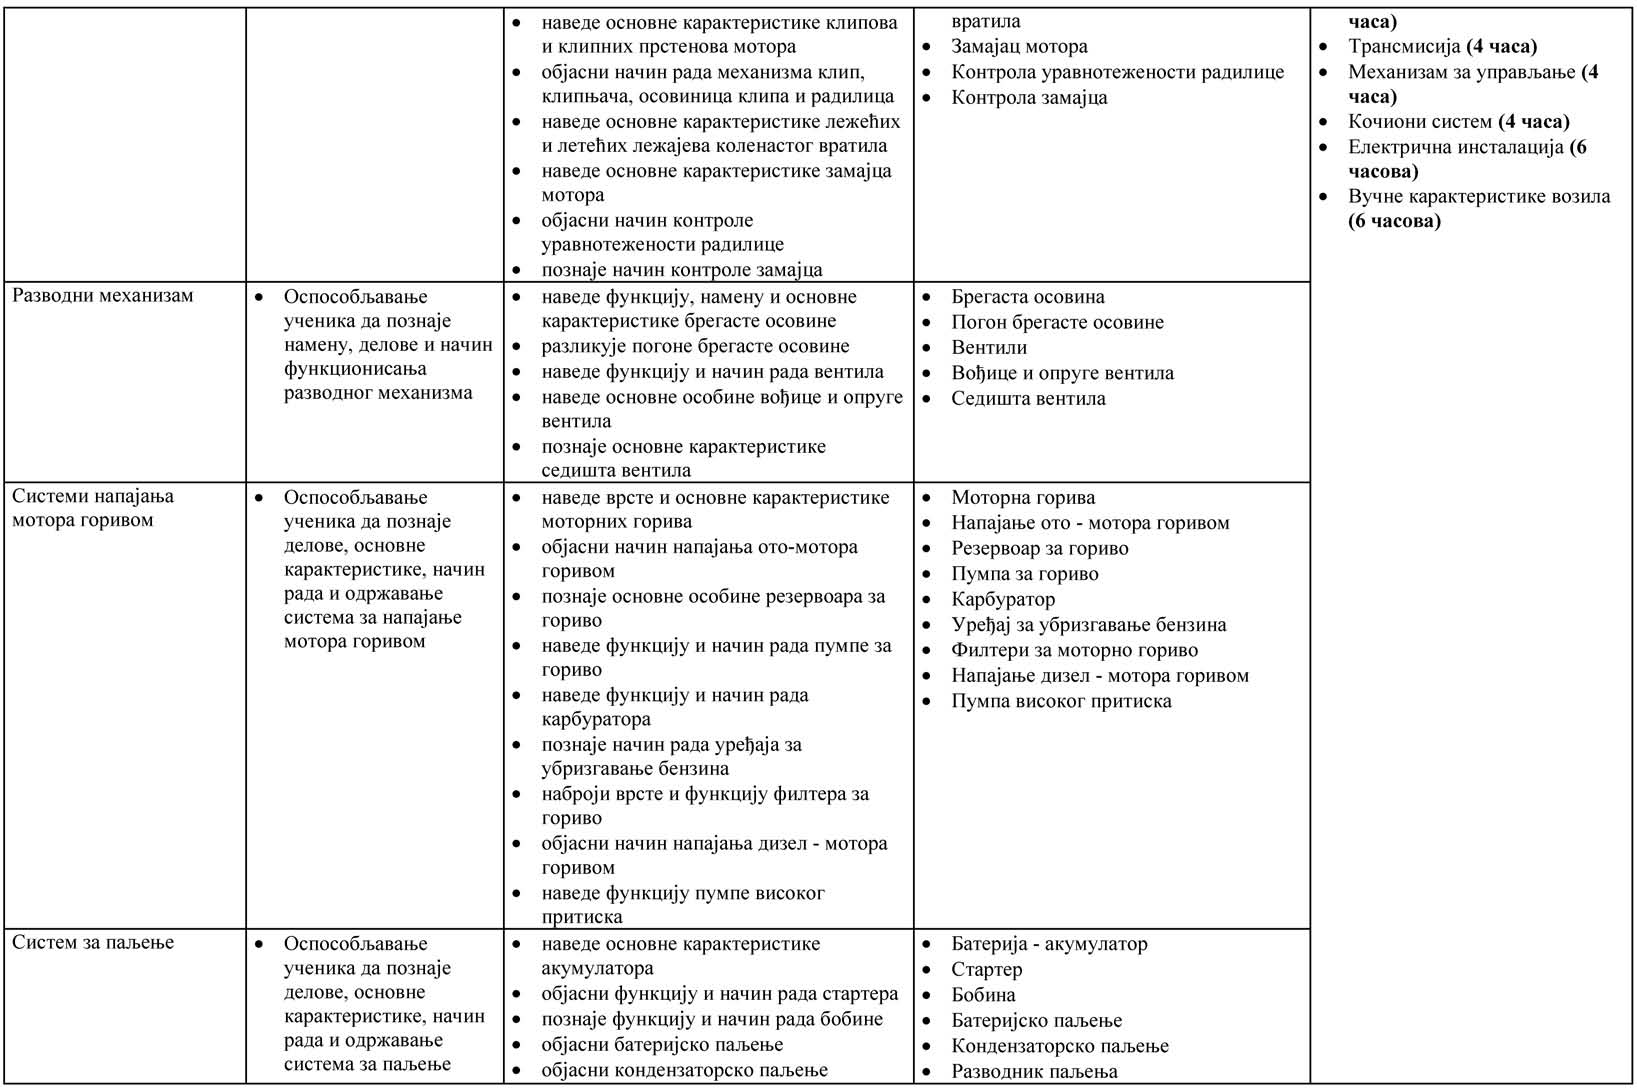 • наведе основне карактеристике клипова
и клипних прстенова мотора
• објасни начин рада механизма клип,
клипњача, осовиница клипа и радилица
• наведе основне карактеристике лежећих
и летећих лежајева коленастог вратила
• наведе основне карактеристике замајца
мотора
• објасни начин контроле
уравнотежености радилице
• познаје начин контроле замајца
вратила
• Замајац мотора
• Контрола уравнотежености радилице
• Контрола замајца
часа)
• Трансмисија (4 часа)
• Механизам за управљање (4
часа)
• Кочиони систем (4 часа)
• Електрична инсталација (6
часова)
• Вучне карактеристике возила
(6 часова)
Разводни механизам
• Оспособљавање
ученика да познаје
намену, делове и начин
функционисања
разводног механизма
• наведе функцију, намену и основне
карактеристике брегасте осовине
• разликује погоне брегасте осовине
• наведе функцију и начин рада вентила
• наведе основне особине вођице и опруге
вентила
• познаје основне карактеристике
седишта вентила
• Брегаста осовина
• Погон брегасте осовине
• Вентили
• Вођице и опруге вентила
• Седишта вентила
Системи напајања
мотора горивом
• Оспособљавање
ученика да познаје
делове, основне
карактеристике, начин
рада и одржавање
система за напајање
мотора горивом
• наведе врсте и основне карактеристике
моторних горива
• објасни начин напајања ото-мотора
горивом
• познаје основне особине резервоара за
гориво
• наведе функцију и начин рада пумпе за
гориво
• наведе функцију и начин рада
карбуратора
• познаје начин рада уређаја за
убризгавање бензина
• наброји врсте и функцију филтера за
гориво
• објасни начин напајања дизел - мотора
горивом
• наведе функцију пумпе високог
притиска
• Моторна горива
• Напајање ото - мотора горивом
• Резервоар за гориво
• Пумпа за гориво
• Карбуратор
• Уређај за убризгавање бензина
• Филтери за моторно гориво
• Напајање дизел - мотора горивом
• Пумпа високог притиска
Систем за паљење
• Оспособљавање
ученика да познаје
делове, основне
карактеристике, начин
рада и одржавање
система за паљење
• наведе основне карактеристике
акумулатора
• објасни функцију и начин рада стартера
• познаје функцију и начин рада бобине
• објасни батеријско паљење
• објасни кондензаторско паљење
• Батерија - акумулатор
• Стартер
• Бобина
• Батеријско паљење
• Кондензаторско паљење
• Разводник паљења